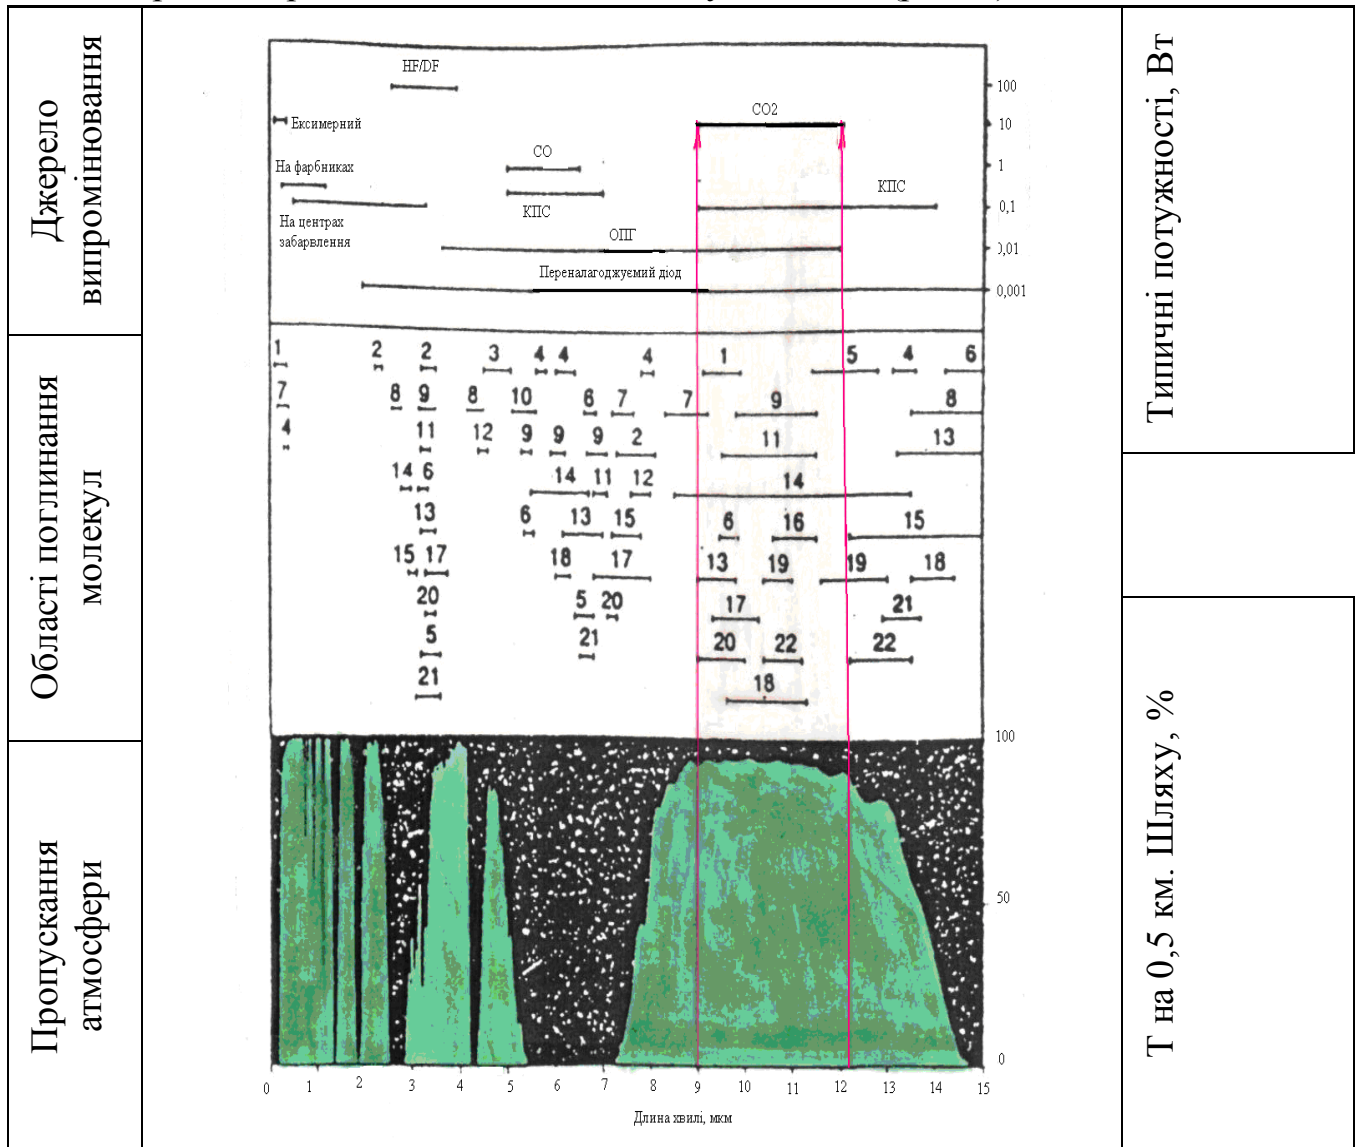 Джерело
випромінювання
HF/DF
Ексимерний
На фарбниках
На центрах
забарвлення
CO
КПС
CO2
КПС
ОПГ
Переналагоджуємий діод
100
10
1
0,1
0,01
0,001
Типичні потужності, Вт
Області поглинання
молекул
1 2 2 3 4 4 4 1 5 4 6
7 8 9 8 10 6 7 7 9 8
4 11 12 9 9 9 2 11 13
14 6 14 11 12 14
13 6 13 15 6 16 15
15 17 18 17 13 19 19 18
20 5 20 17 21
5 21 20 22 22
21 18
Пропускання
атмосфери
100
50
0
Т на 0,5 км. Шляху, %
0 1 2 3 4 5 6 7 8 9 10 11 12 13 14 15
Длина хвилі, мкм